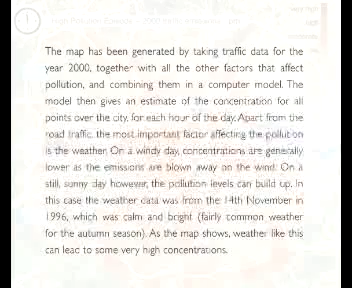 The map has been generated by taking traffic data for the
year 2000, together with all the other factors that affect
pollution, and combining them in a computer model. The
model then gives an estimate of the concentration for all
points over the city, for each hour of the day. Apart from the
road traffic, the most important factor affecting the pollution
is the weather. On a windy day, concentrations are generally
lower as the emissions are blown away on the wind. On a
still, sunny day however, the pollution levels can build up. In
this case the weather data was from the 14th November in
1996, which was calm and bright (fairly common weather
for the autumn season). As the map shows, weather like this
can lead to some very high concentrations.